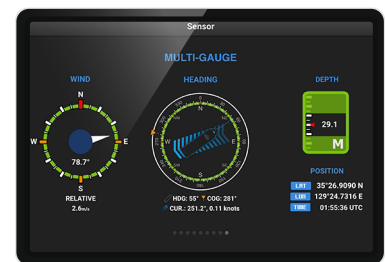 Sensor
MULTI-GAUGE
WIND
HEADING
DEPTH
N
W
E
S
78.7°
RELATIVE
2.6m/s
N
W
E
S
HDG: 55° COG: 281°
CUR.: 251.2°, 0.11 knots
29.1
M
POSITION
LAT 35°26.9090 N
LON 129°24.7316 E
TIME 01:55:36 UTC